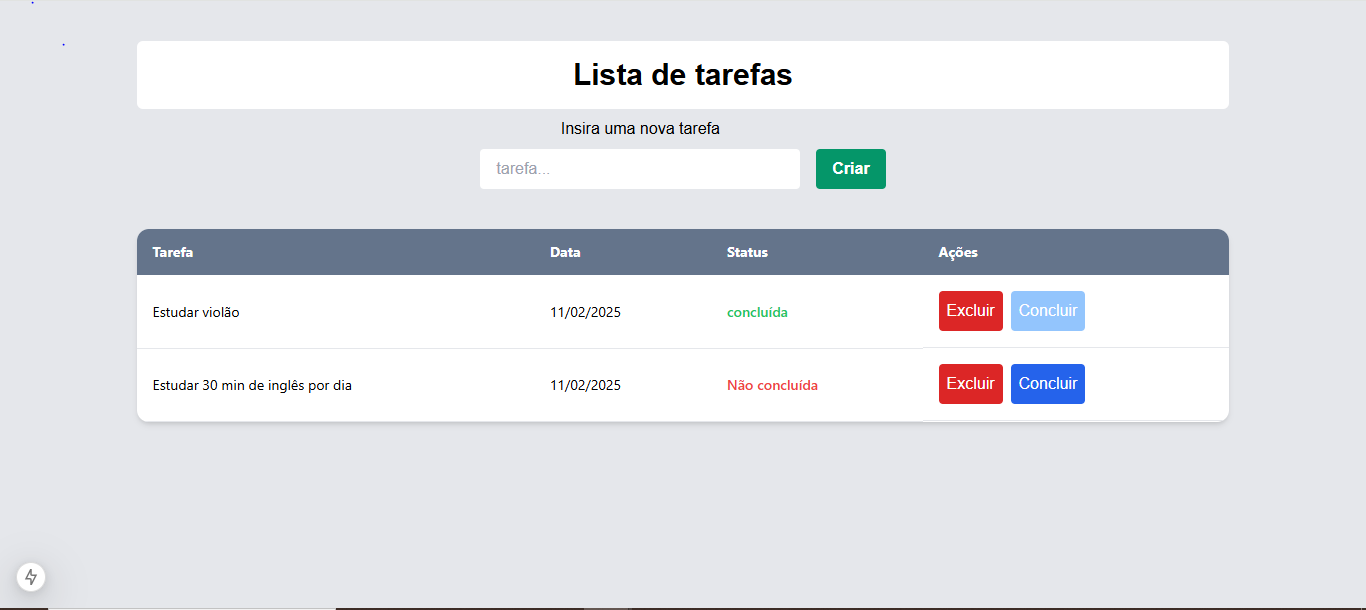 Lista de tarefas
Insira uma nova tarefa
tarefa...
Criar
Tarefa Data Status Ações
Estudar violão 11/02/2025 concluída Excluir Concluir
Estudar 30 min de inglês por dia 11/02/2025 Não concluída Excluir Concluir